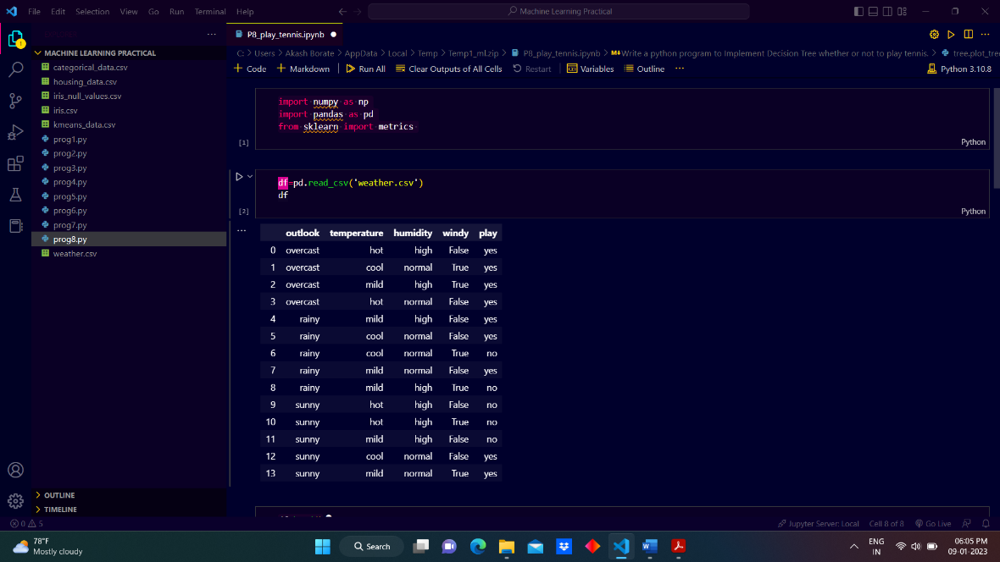 File Edit Selection View Go Run Terminal Help
Machine Learning Practical
P8_play_tennis.ipynb
MACHINE LEARNING PRACTICAL
categorical_data.csv
housing_data.csv
iris_null_values.csv
iris.csv
kmeans_data.csv
prog1.py
prog2.py
prog3.py
prog4.py
prog5.py
prog6.py
prog7.py
prog8.py
weather.csv
OUTLINE
TIMELINE
C: > Users > Akash Borate > AppData > Local > Temp > Temp1_ml.zip > P8_play_tennis.ipynb > M↓Write a python program to Implement Decision Tree whether or not to play tennis. > tree.plot_tre
+ Code + Markdown Run All Clear Outputs of All Cells Restart Variables Outline ... Python 3.10.8
import numpy as np
import pandas as pd
from sklearn import metrics
[1] Python
df=pd.read_csv('weather.csv')
df
[2] Python
outlook temperature humidity windy play
0 overcast hot high False yes
1 overcast cool normal True yes
2 overcast mild high True yes
3 overcast hot normal False yes
4 rainy mild high False yes
5 rainy cool normal False yes
6 rainy cool normal True no
7 rainy mild normal False yes
8 rainy mild high True no
9 sunny hot high False no
10 sunny hot high True no
11 sunny mild high False no
12 sunny cool normal False yes
13 sunny mild normal True yes
0 5 Jupyter Server: Local Cell 8 of 8 Go Live
78°F
Mostly cloudy
Search
ENG
IN
06:05 PM
09-01-2023